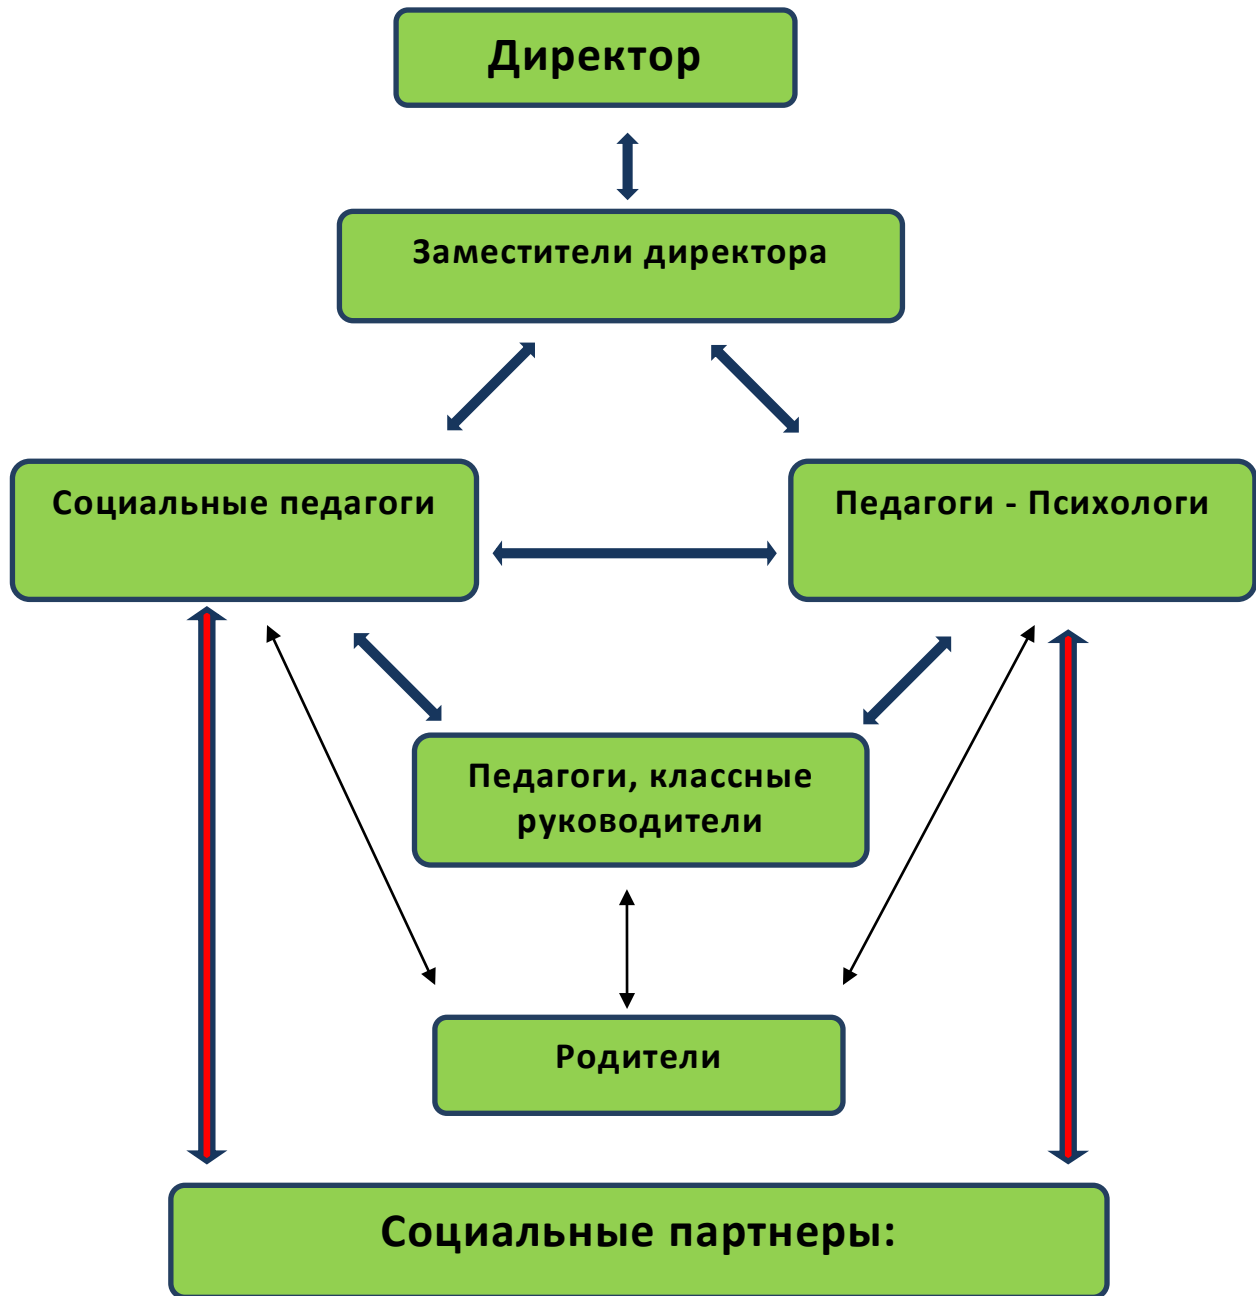 Директор
Заместители директора
Социальные педагоги
Педагоги - Психологи
Педагоги, классные
руководители
Родители
Социальные партнеры: